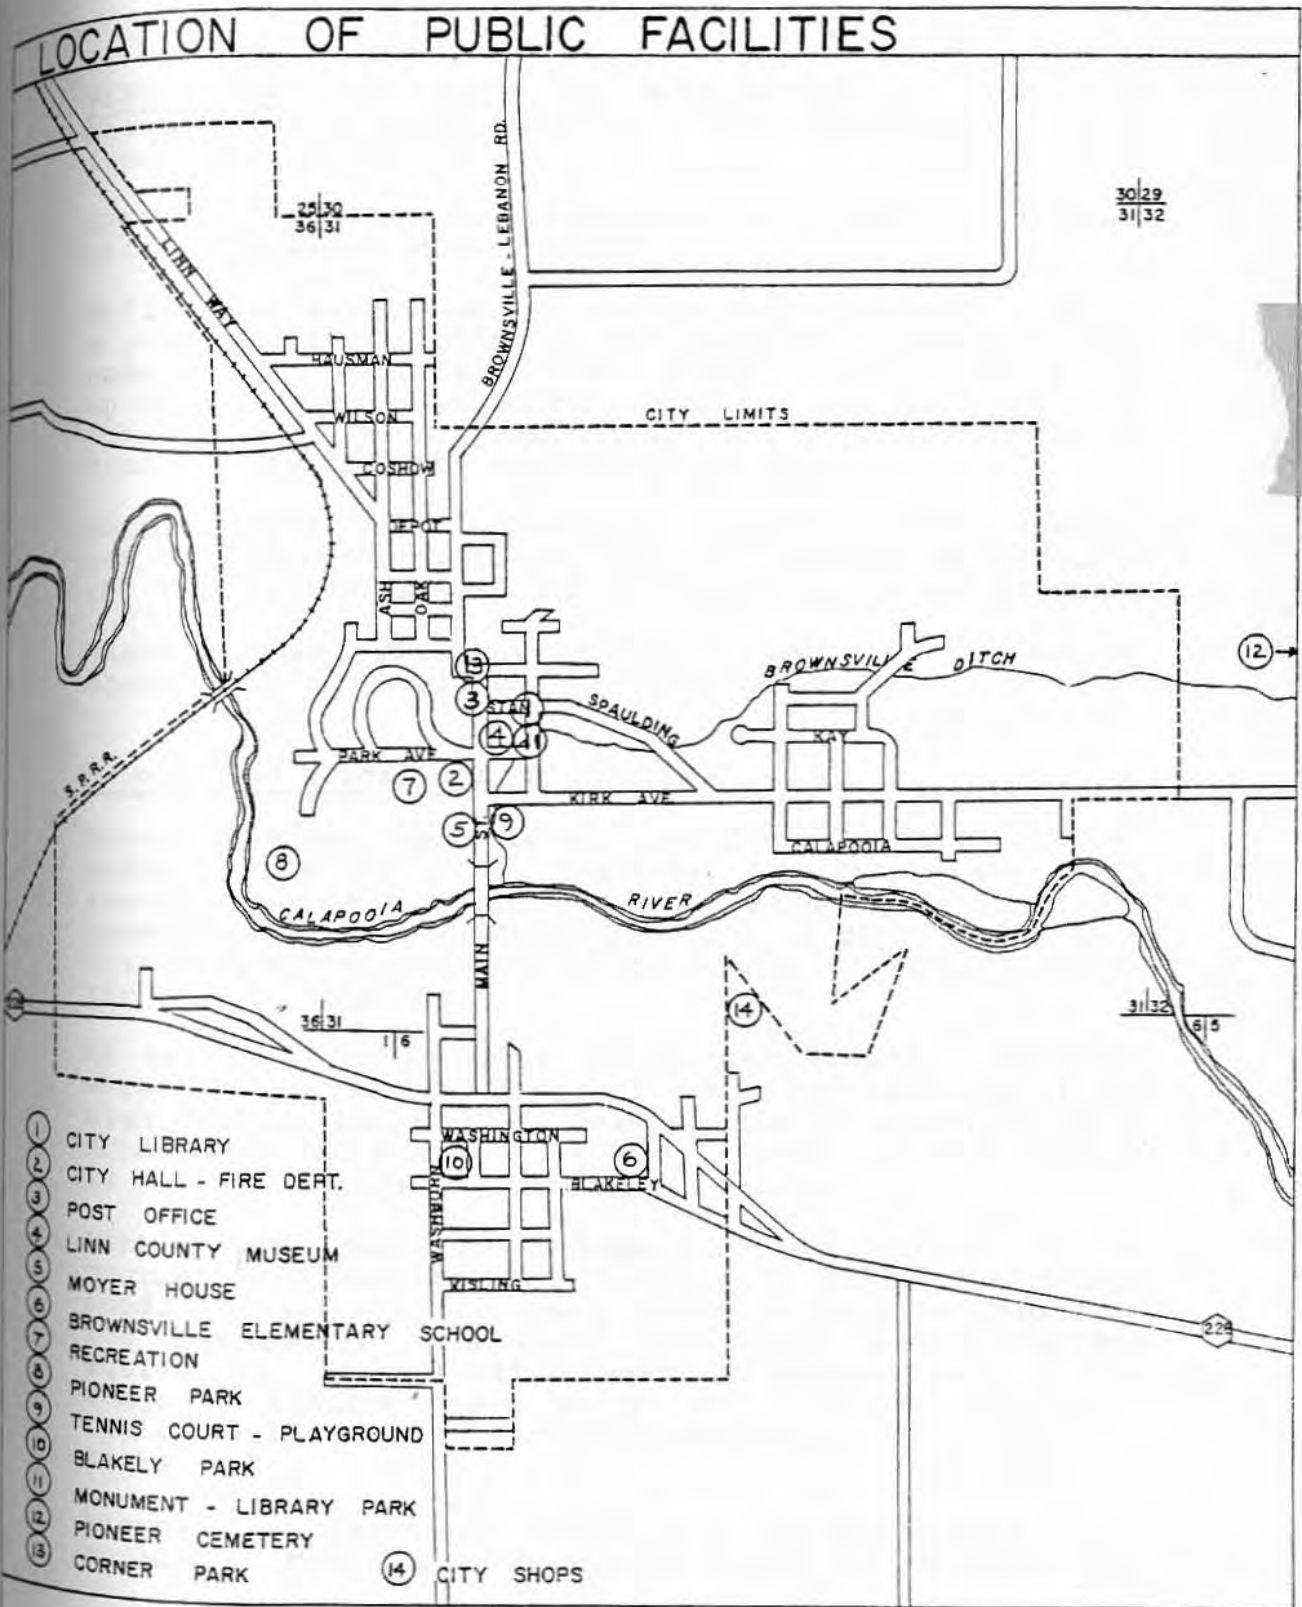 LOCATION OF PUBLIC FACILITIES
BROWNSVILLE - LEBANON RD.
25|30
36|31
30|29
31|32
LINN WAY
HAUSMAN
WILSON
CITY LIMITS
COSHOW
DEPOT
ASH
OAK
13
12
BROWNSVILLE DITCH
3
STAN
1
SPAULDING
4
11
KAY
PARK AVE
S.P.R.R.
7
2
KIRK AVE.
5
ST.
9
CALAPOOIA
8
CALAPOOIA RIVER
MAIN
14
36|31
1|6
31|32
6|5
WASHINGTON
10
6
BLAKELEY
WASHBURN
KISLING
228
1 CITY LIBRARY
2 CITY HALL - FIRE DEPT.
3 POST OFFICE
4 LINN COUNTY MUSEUM
5 MOYER HOUSE
6 BROWNSVILLE ELEMENTARY SCHOOL
7 RECREATION
8 PIONEER PARK
9 TENNIS COURT - PLAYGROUND
10 BLAKELY PARK
11 MONUMENT - LIBRARY PARK
12 PIONEER CEMETERY
13 CORNER PARK
14 CITY SHOPS